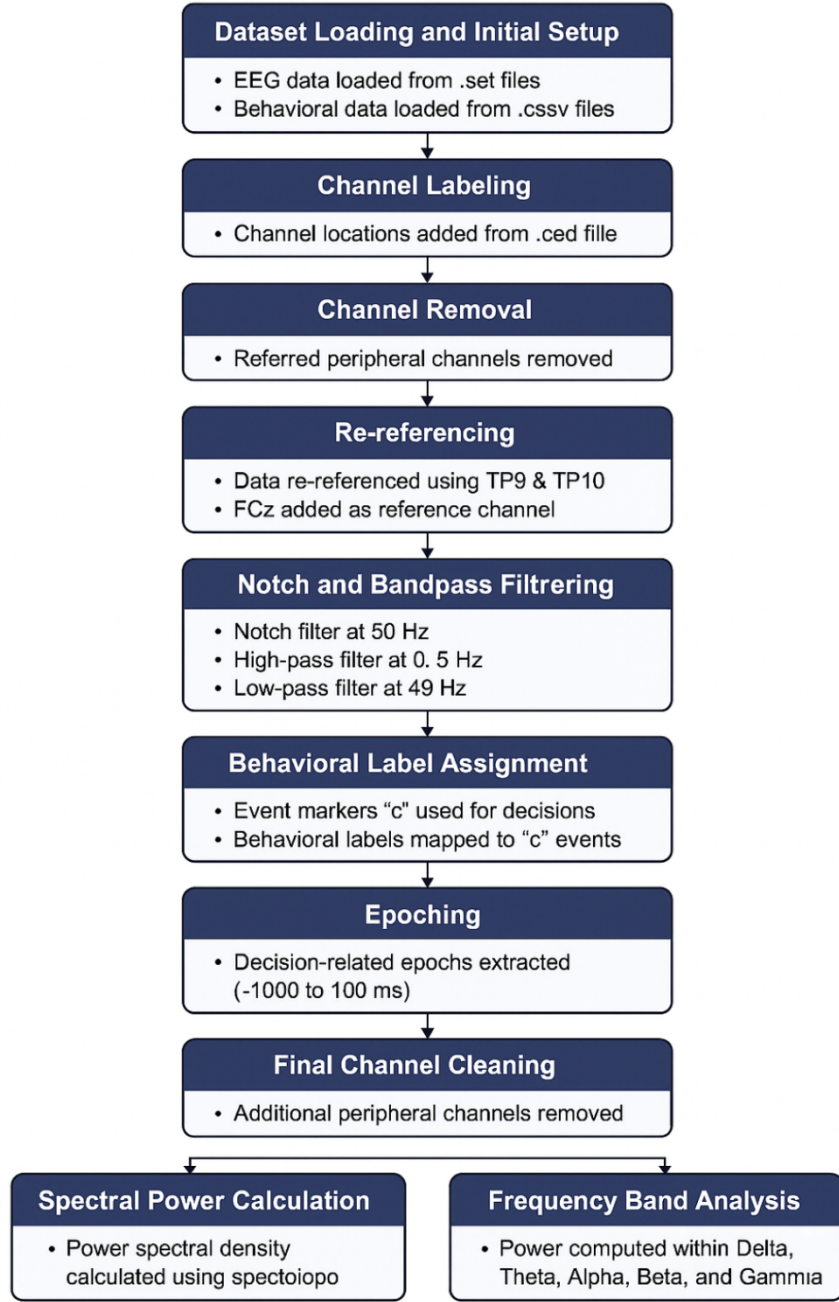 Dataset Loading and Initial Setup
• EEG data loaded from .set files
• Behavioral data loaded from .cssv files
Channel Labeling
• Channel locations added from .ced fille
Channel Removal
• Referred peripheral channels removed
Re-referencing
• Data re-referenced using TP9 & TP10
• FCz added as reference channel
Notch and Bandpass Filtrering
• Notch filter at 50 Hz
• High-pass filter at 0. 5 Hz
• Low-pass filter at 49 Hz
Behavioral Label Assignment
• Event markers “c" used for decisions
• Behavioral labels mapped to “c” events
Epoching
• Decision-related epochs extracted
(-1000 to 100 ms)
Final Channel Cleaning
• Additional peripheral channels removed
Spectral Power Calculation
• Power spectral density
calculated using spectoiopo
Frequency Band Analysis
• Power computed within Delta,
Theta, Alpha, Beta, and Gammıa